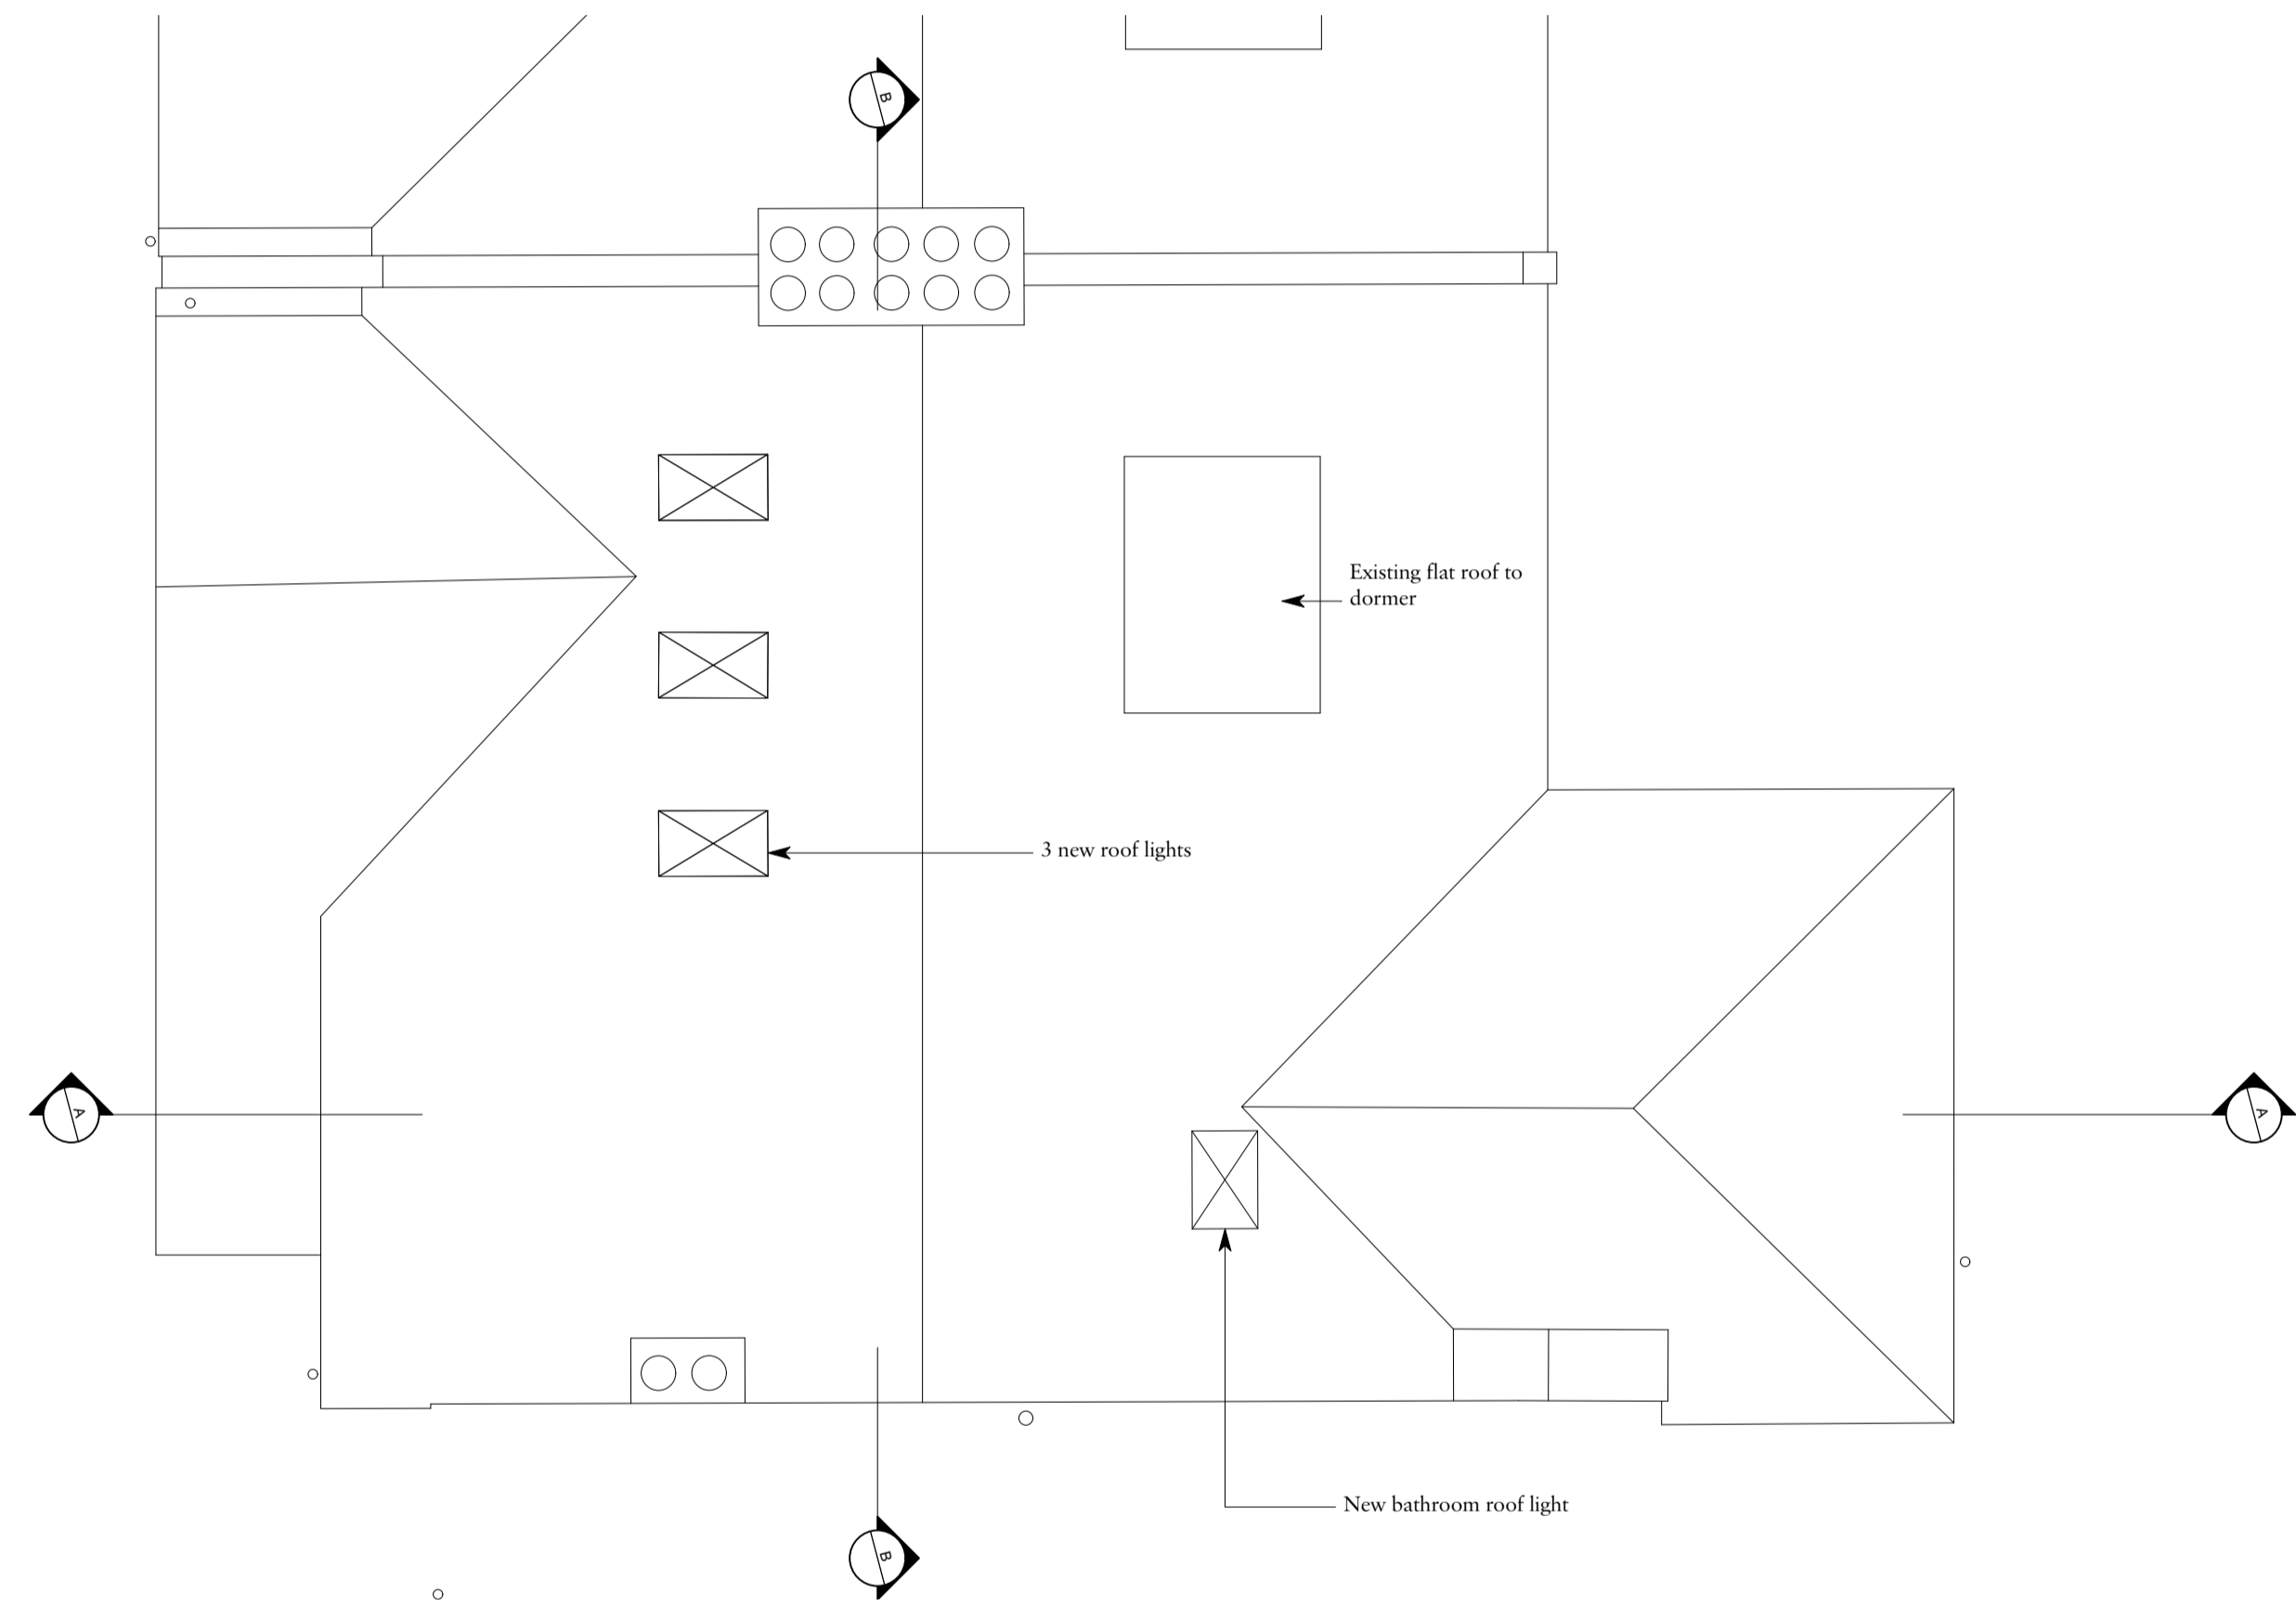 B
Existing flat roof to
dormer
3 new roof lights
A
A
New bathroom roof light
B